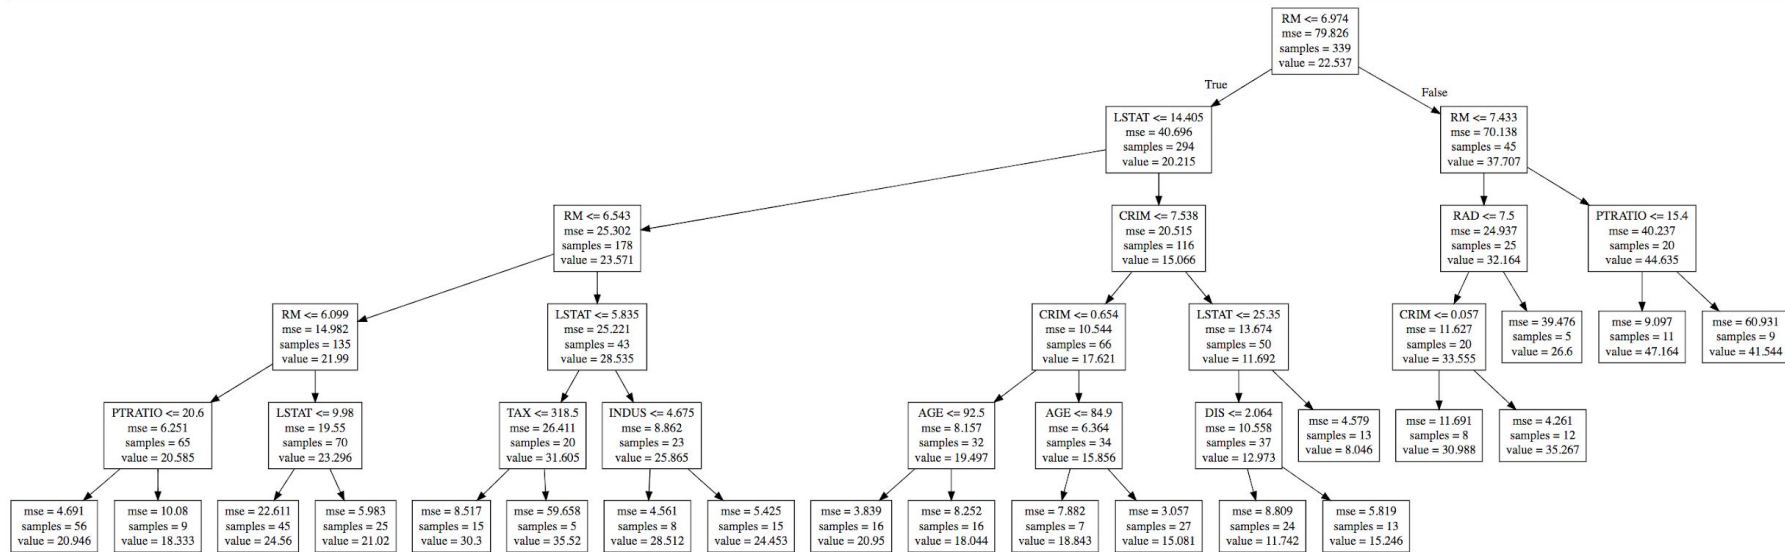 RM <= 6.974
mse = 79.826
samples = 339
value = 22.537
True
False
LSTAT <= 14.405
mse = 40.696
samples = 294
value = 20.215
RM <= 7.433
mse = 70.138
samples = 45
value = 37.707
RM <= 6.543
mse = 25.302
samples = 178
value = 23.571
CRIM <= 7.538
mse = 20.515
samples = 116
value = 15.066
RAD <= 7.5
mse = 24.937
samples = 25
value = 32.164
PTRATIO <= 15.4
mse = 40.237
samples = 20
value = 44.635
RM <= 6.099
mse = 14.982
samples = 135
value = 21.99
LSTAT <= 5.835
mse = 25.221
samples = 43
value = 28.535
CRIM <= 0.654
mse = 10.544
samples = 66
value = 17.621
LSTAT <= 25.35
mse = 13.674
samples = 50
value = 11.692
CRIM <= 0.057
mse = 11.627
samples = 20
value = 33.555
mse = 39.476
samples = 5
value = 26.6
mse = 9.097
samples = 11
value = 47.164
mse = 60.931
samples = 9
value = 41.544
PTRATIO <= 20.6
mse = 6.251
samples = 65
value = 20.585
LSTAT <= 9.98
mse = 19.55
samples = 70
value = 23.296
TAX <= 318.5
mse = 26.411
samples = 20
value = 31.605
INDUS <= 4.675
mse = 8.862
samples = 23
value = 25.865
AGE <= 92.5
mse = 8.157
samples = 32
value = 19.497
AGE <= 84.9
mse = 6.364
samples = 34
value = 15.856
DIS <= 2.064
mse = 10.558
samples = 37
value = 12.973
mse = 4.579
samples = 13
value = 8.046
mse = 11.691
samples = 8
value = 30.988
mse = 4.261
samples = 12
value = 35.267
mse = 4.691
samples = 56
value = 20.946
mse = 10.08
samples = 9
value = 18.333
mse = 22.611
samples = 45
value = 24.56
mse = 5.983
samples = 25
value = 21.02
mse = 8.517
samples = 15
value = 30.3
mse = 59.658
samples = 5
value = 35.52
mse = 4.561
samples = 8
value = 28.512
mse = 5.425
samples = 15
value = 24.453
mse = 3.839
samples = 16
value = 20.95
mse = 8.252
samples = 16
value = 18.044
mse = 7.882
samples = 7
value = 18.843
mse = 3.057
samples = 27
value = 15.081
mse = 8.809
samples = 24
value = 11.742
mse = 5.819
samples = 13
value = 15.246